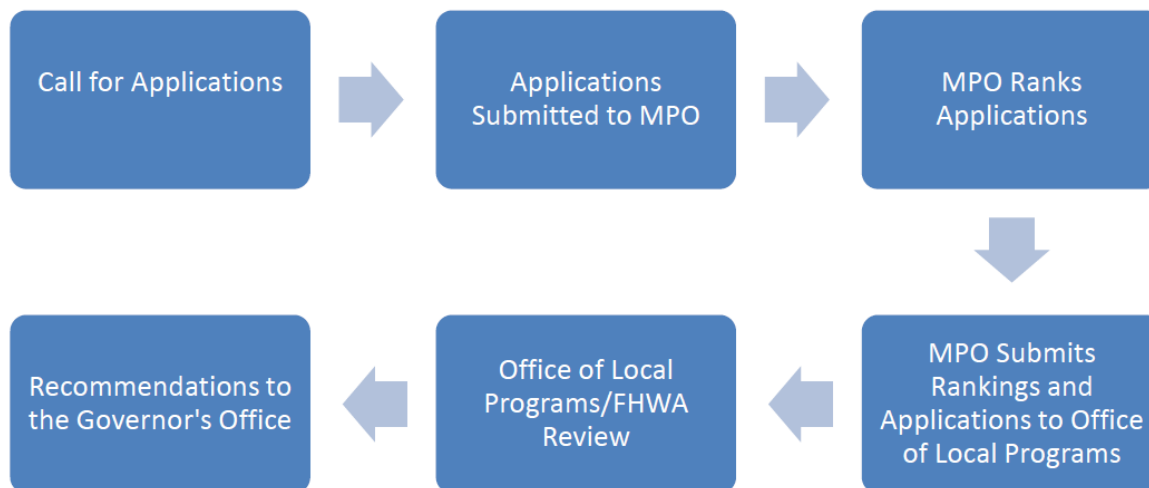 Call for Applications
Applications
Submitted to MPO
MPO Ranks
Applications
MPO Submits
Rankings and
Applications to Office
of Local Programs
Office of Local
Programs/FHWA
Review
Recommendations to
the Governor's Office